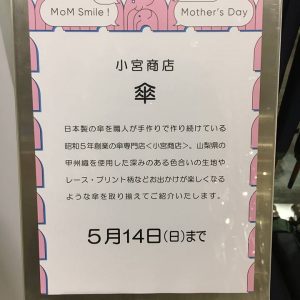 MoM Smile!
Mother's Day
小宮商店
傘
日本製の傘を職人が手作りで作り続けている
昭和5年創業の傘専門店<小宮商店>、山梨県の
甲州織を使用した深みのある色合いの生地や
レース・プリント柄などお出かけが楽しくなる
ような傘を取り揃えてご紹介いたします。
5月14日(日)まで